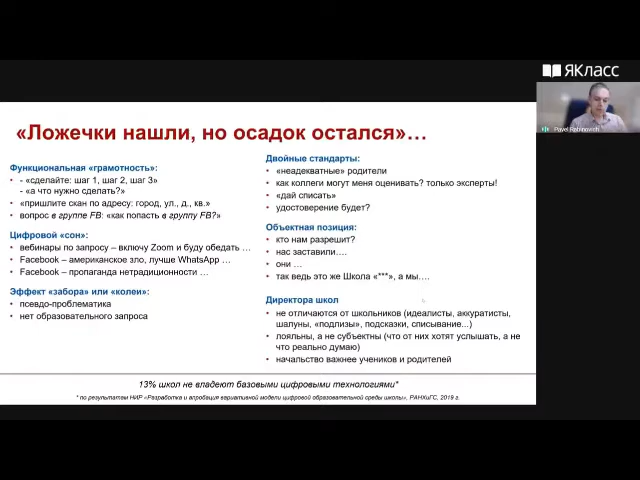 ЯКласс
Pavel Rabinovich
«Ложечки нашли, но осадок остался»…
Функциональная «грамотность»:
• - «сделайте: шаг 1, шаг 2, шаг 3»
- «а что нужно сделать?»
• «пришлите скан по адресу: город, ул., д., кв.»
• вопрос в группе FB: «как попасть в группу FB?»
Цифровой «сон»:
• вебинары по запросу – включу Zoom и буду обедать …
• Facebook – американское зло, лучше WhatsApp …
• Facebook – пропаганда нетрадиционности …
Эффект «забора» или «колеи»:
• псевдо-проблематика
• нет образовательного запроса
Двойные стандарты:
• «неадекватные» родители
• как коллеги могут меня оценивать? только эксперты!
• «дай списать»
• удостоверение будет?
Объектная позиция:
• кто нам разрешит?
• нас заставили….
• они …
• так ведь это же Школа «***», а мы….
Директора школ
• не отличаются от школьников (идеалисты, аккуратисты,
шалуны, «подлизы», подсказки, списывание...)
• лояльны, а не субъектны (что от них хотят услышать, а не
что реально думаю)
• начальство важнее учеников и родителей
13% школ не владеют базовыми цифровыми технологиями*
* по результатам НИР «Разработка и апробация вариативной модели цифровой образовательной среды школы», РАНХиГС, 2019 г.